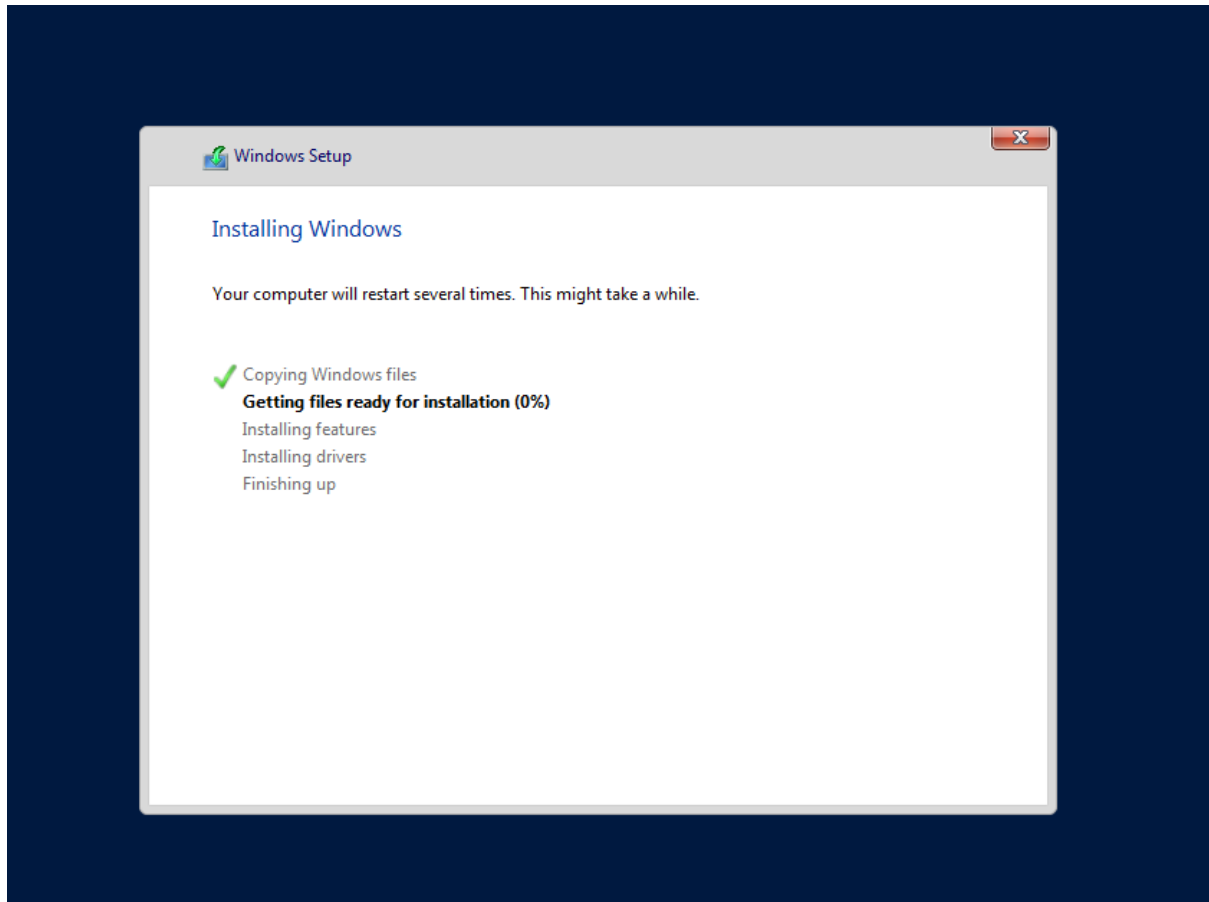 Windows Setup
Installing Windows
Your computer will restart several times. This might take a while.
Copying Windows files
Getting files ready for installation (0%)
Installing features
Installing drivers
Finishing up